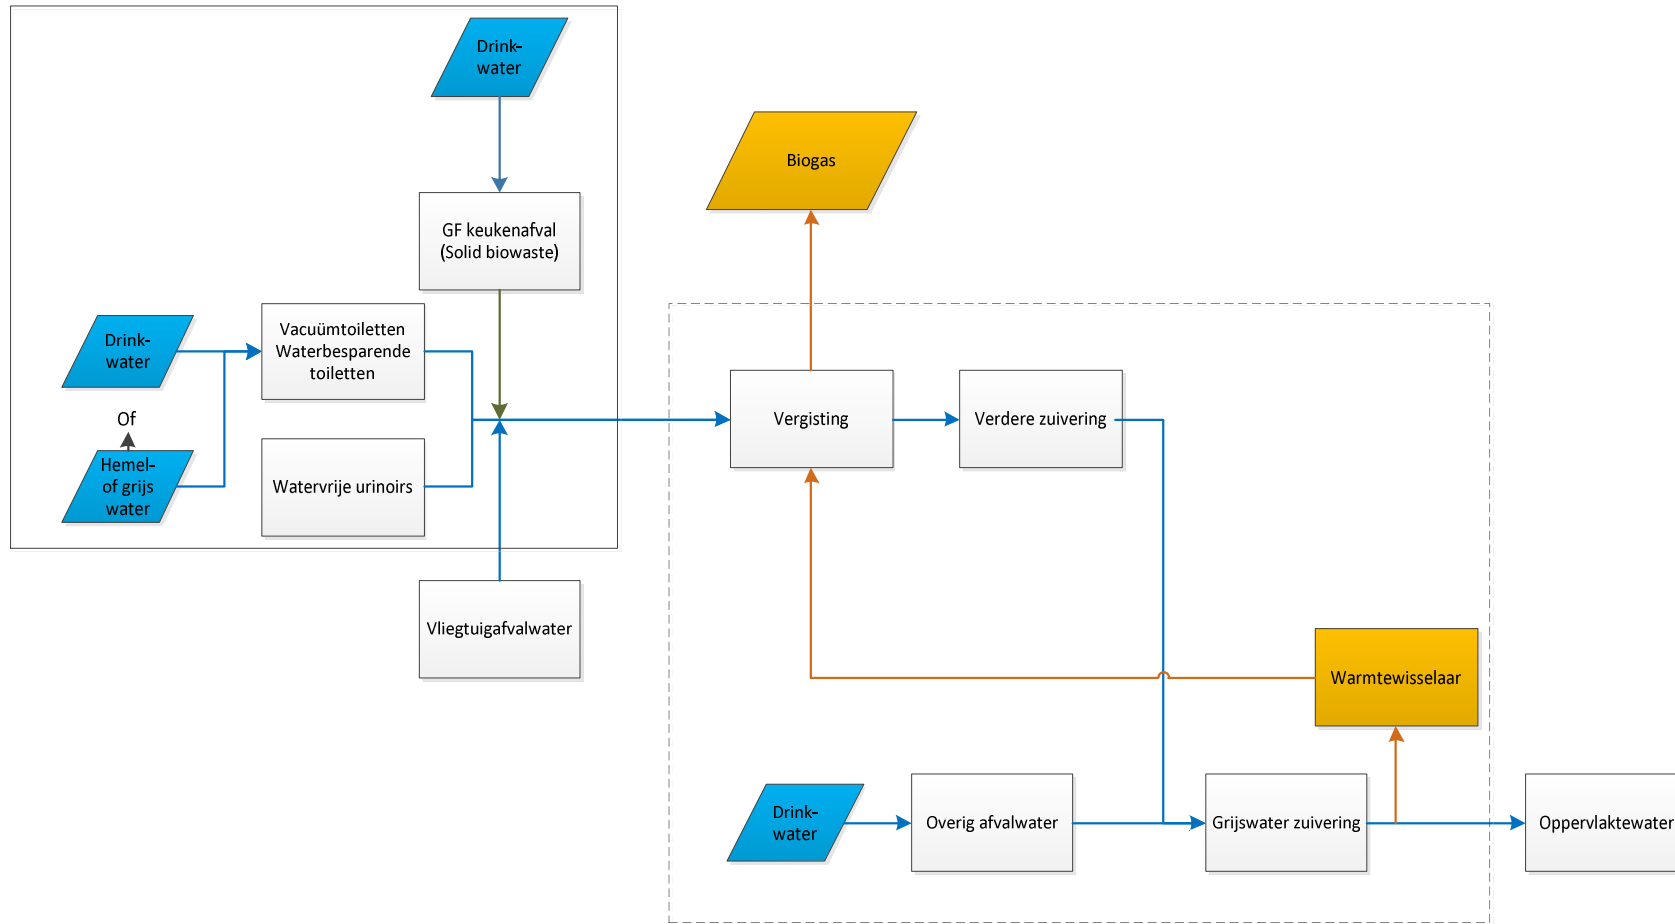 Drink-
water
Biogas
GF keukenafval
(Solid biowaste)
Drink-
water
Vacuümtoiletten
Waterbesparende
toiletten
Of
Hemel-
of grijs
water
Watervrije urinoirs
Vergisting
Verdere zuivering
Vliegtuigafvalwater
Warmtewisselaar
Drink-
water
Overig afvalwater
Grijswater zuivering
Oppervlaktewater